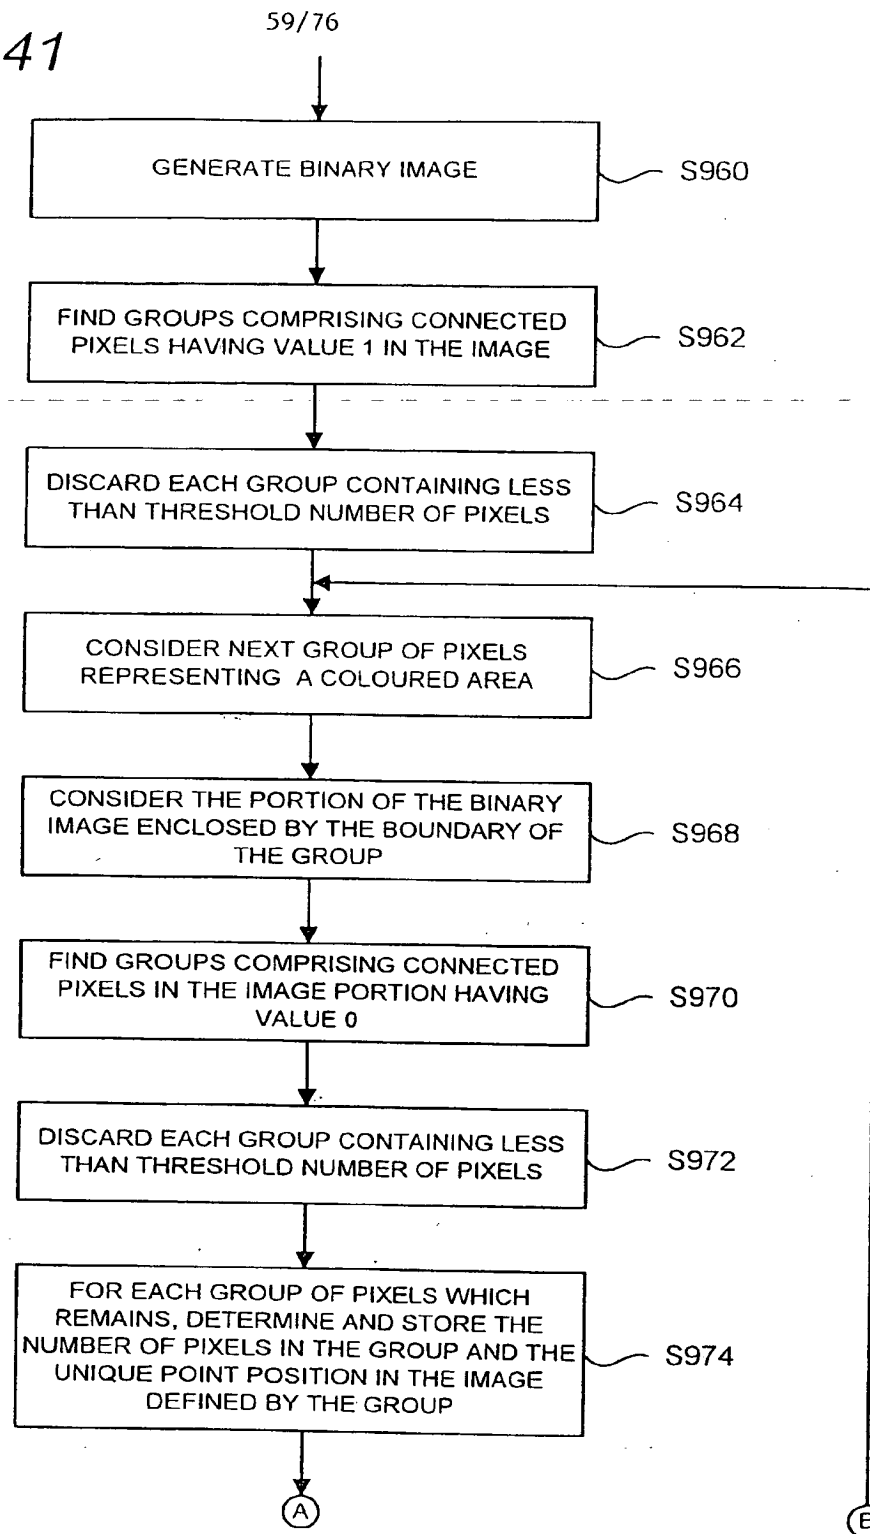 59/76
41
GENERATE BINARY IMAGE
S960
FIND GROUPS COMPRISING CONNECTED
PIXELS HAVING VALUE 1 IN THE IMAGE
S962
DISCARD EACH GROUP CONTAINING LESS
THAN THRESHOLD NUMBER OF PIXELS
S964
CONSIDER NEXT GROUP OF PIXELS
REPRESENTING A COLOURED AREA
S966
CONSIDER THE PORTION OF THE BINARY
IMAGE ENCLOSED BY THE BOUNDARY OF
THE GROUP
S968
FIND GROUPS COMPRISING CONNECTED
PIXELS IN THE IMAGE PORTION HAVING
VALUE 0
S970
DISCARD EACH GROUP CONTAINING LESS
THAN THRESHOLD NUMBER OF PIXELS
S972
FOR EACH GROUP OF PIXELS WHICH
REMAINS, DETERMINE AND STORE THE
NUMBER OF PIXELS IN THE GROUP AND THE
UNIQUE POINT POSITION IN THE IMAGE
DEFINED BY THE GROUP
S974
A
B